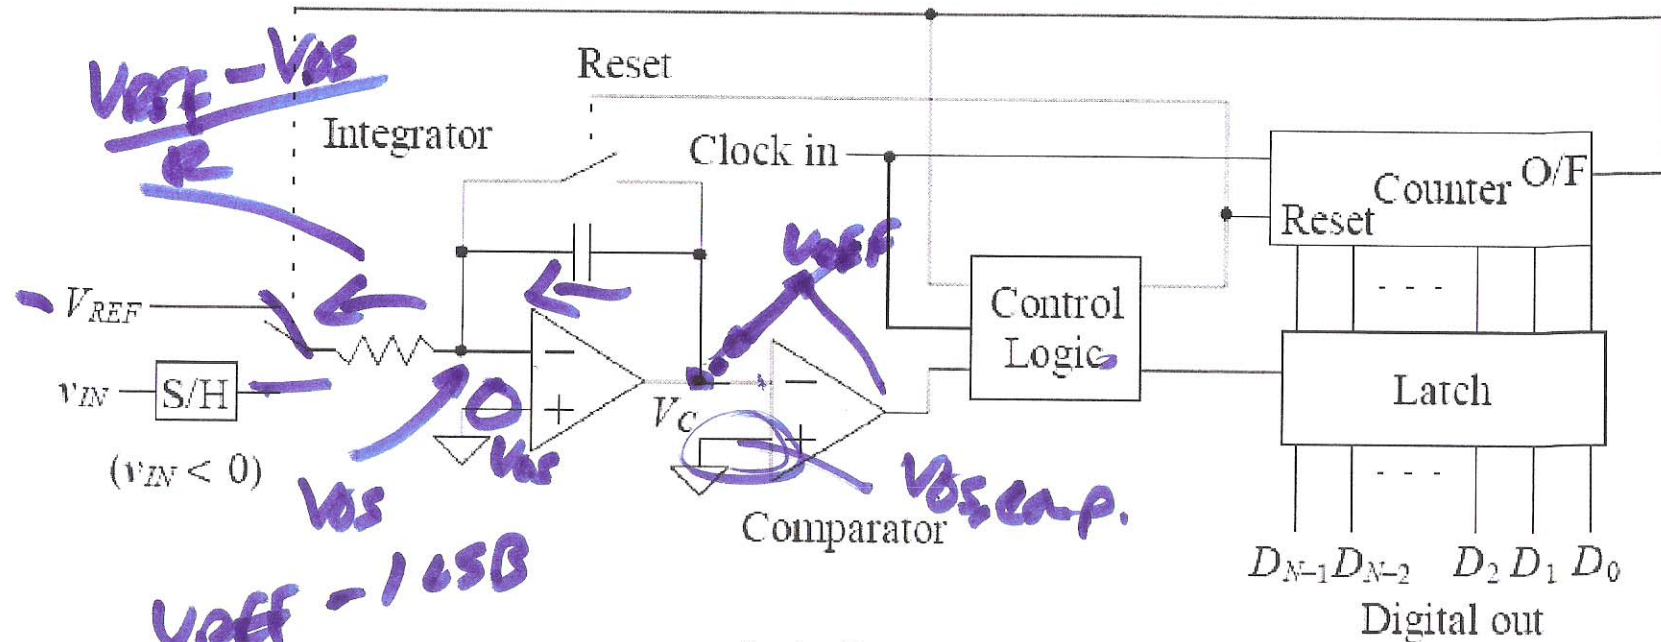 VREF - VOS
Reset
Integrator
Clock in
Counter
O/F
Reset
VREF
- VREF
Control
Logic
Latch
vIN
S/H
VC
(vIN < 0)
VOS
VOS
VOS,comp.
Comparator
VREF - 1 LSB
DN-1 DN-2 D2 D1 D0
Digital out